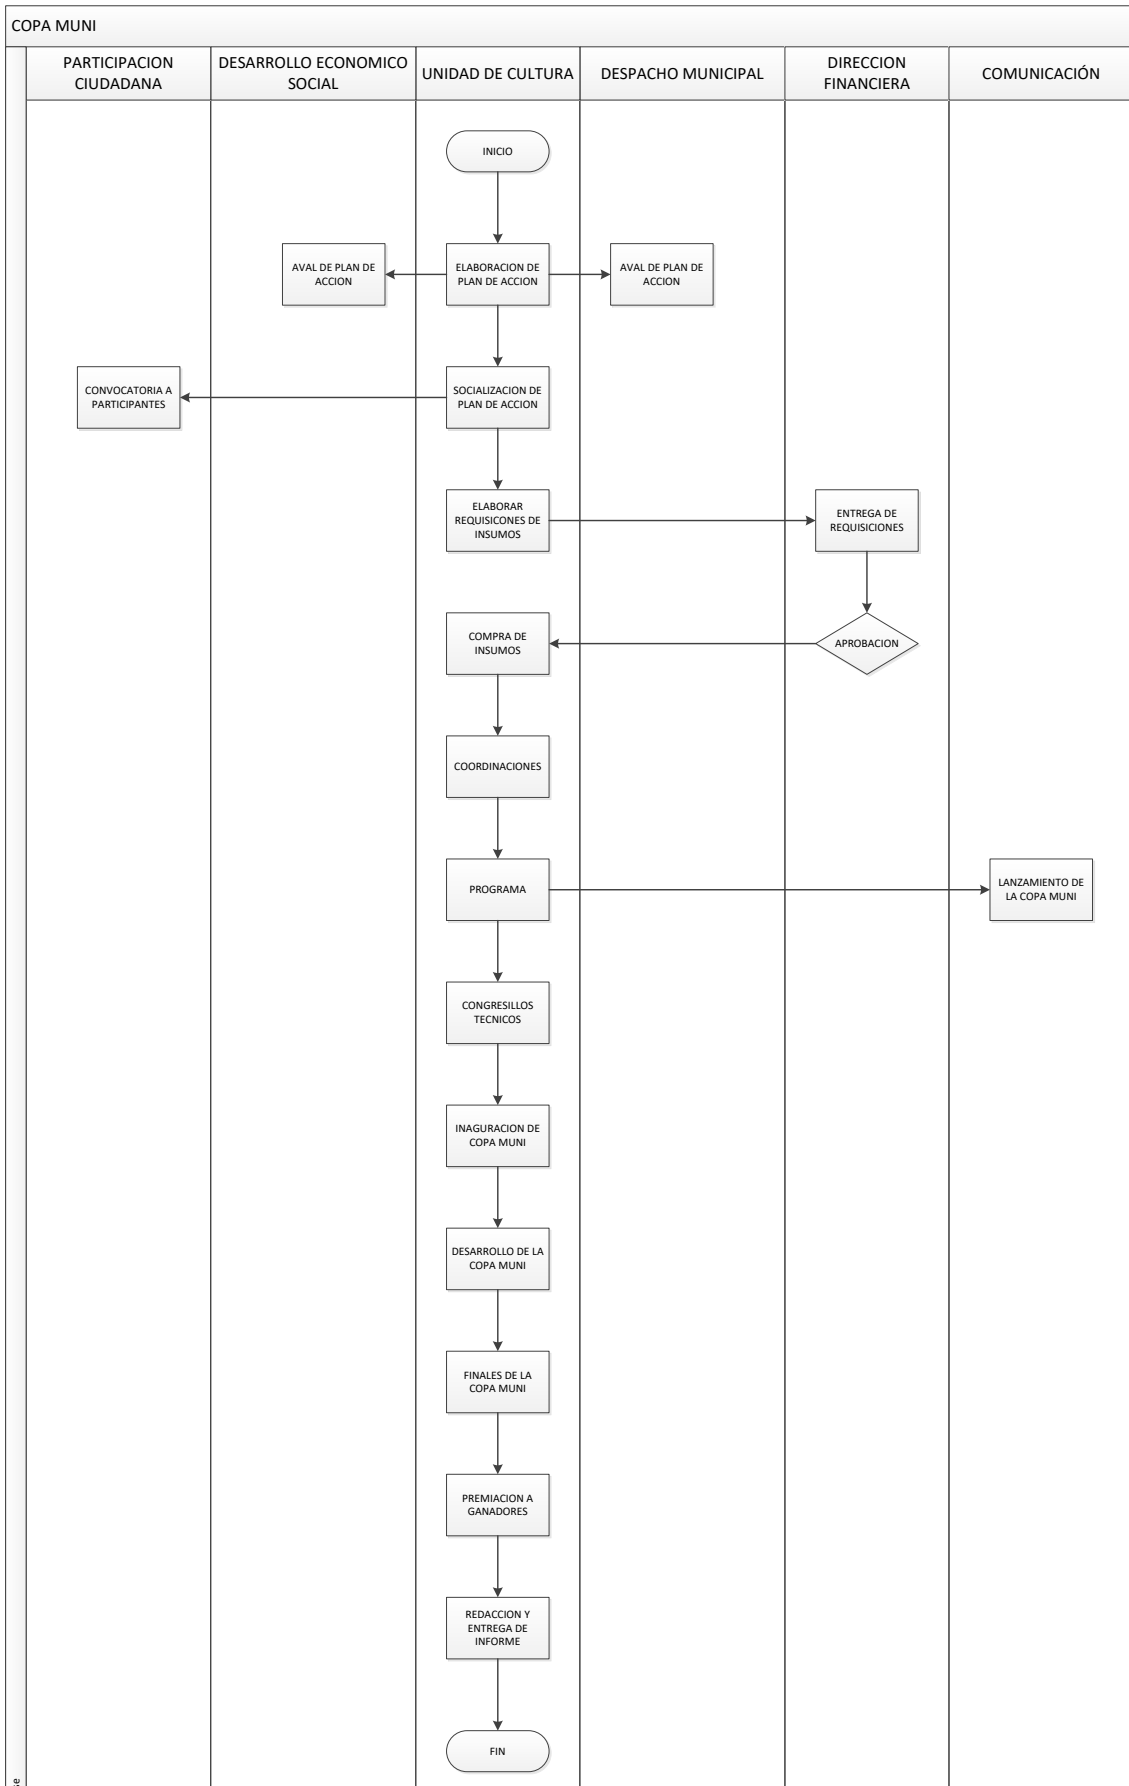 COPA MUNI
PARTICIPACION
CIUDADANA
DESARROLLO ECONOMICO
SOCIAL
UNIDAD DE CULTURA
DESPACHO MUNICIPAL
DIRECCION
FINANCIERA
COMUNICACIÓN
INICIO
AVAL DE PLAN DE
ACCION
ELABORACION DE
PLAN DE ACCION
AVAL DE PLAN DE
ACCION
CONVOCATORIA A
PARTICIPANTES
SOCIALIZACION DE
PLAN DE ACCION
ELABORAR
REQUISICONES DE
INSUMOS
ENTREGA DE
REQUISICIONES
COMPRA DE
INSUMOS
APROBACION
COORDINACIONES
PROGRAMA
LANZAMIENTO DE
LA COPA MUNI
CONGRESILLOS
TECNICOS
INAGURACION DE
COPA MUNI
DESARROLLO DE LA
COPA MUNI
FINALES DE LA
COPA MUNI
PREMIACION A
GANADORES
REDACCION Y
ENTREGA DE
INFORME
FIN